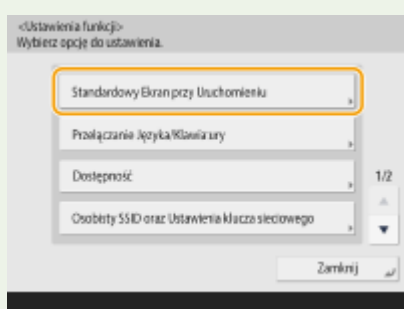 <Ustawienia funkcji>
Wybierz opcję do ustawienia.
Standardowy Ekran przy Uruchomieniu
Przełączanie Języka/Klawiatury
Dostępność
1/2
Osobisty SSID oraz Ustawienia klucza sieciowego
Zamknij